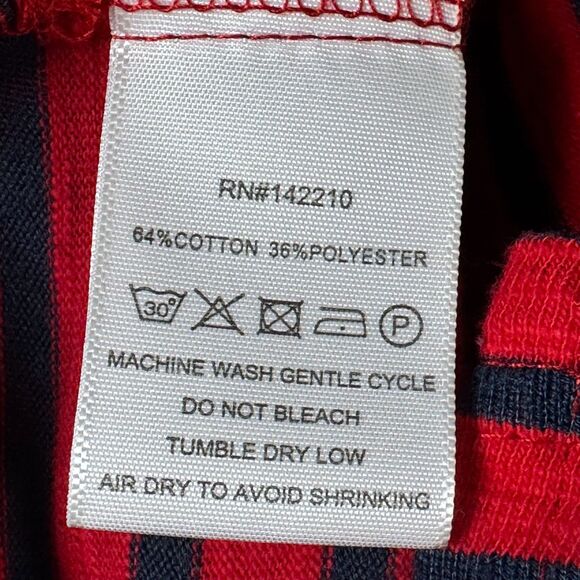 RN#142210
64%COTTON 36%POLYESTER
30° P
MACHINE WASH GENTLE CYCLE
DO NOT BLEACH
TUMBLE DRY LOW
AIR DRY TO AVOID SHRINKING